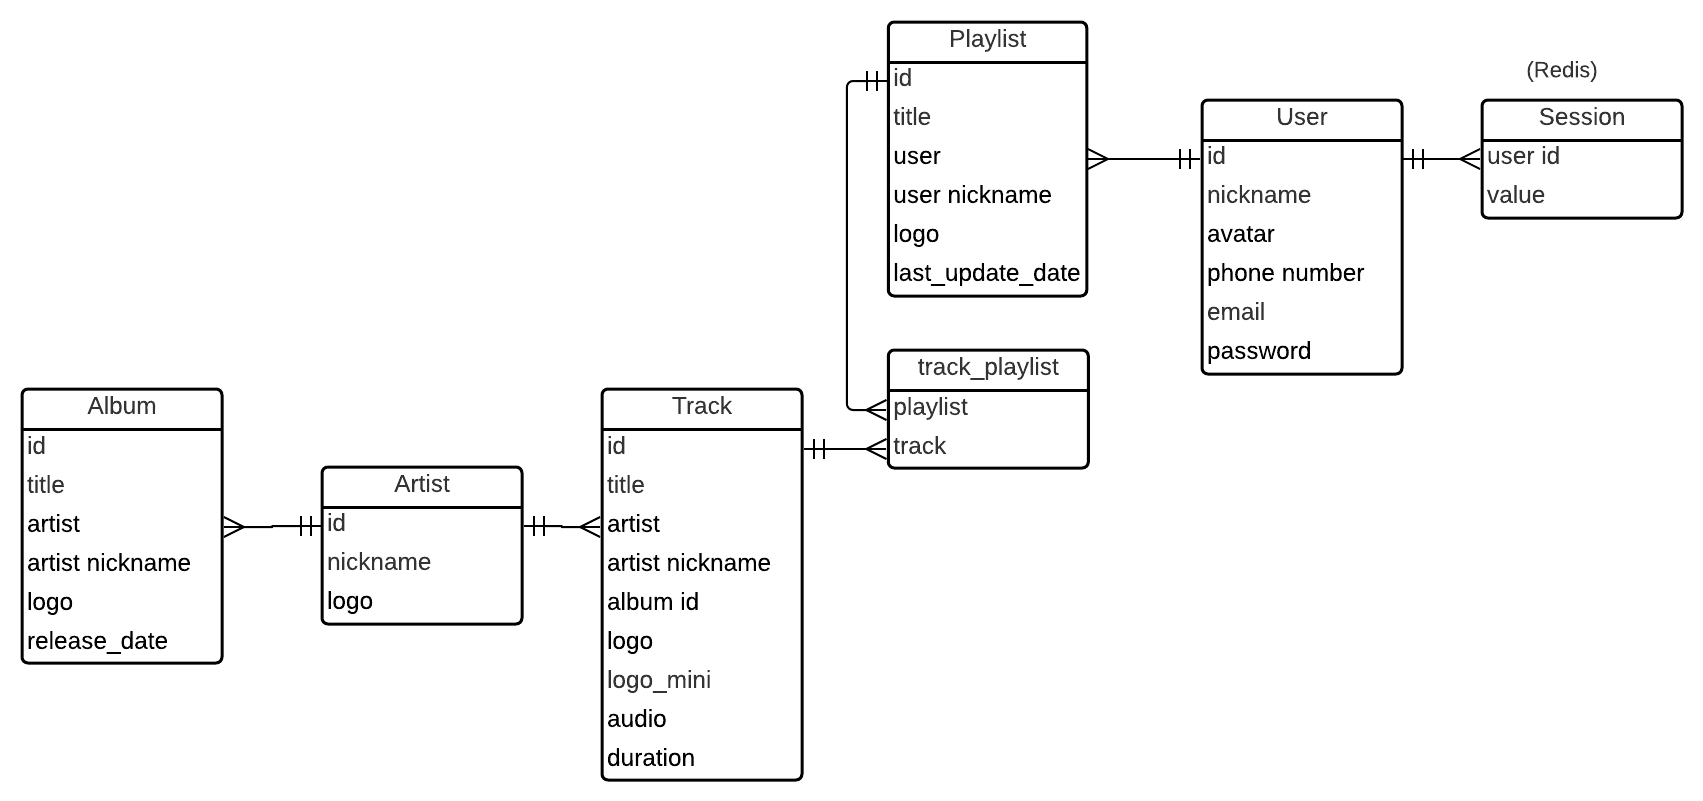 Playlist
id
title
user
user nickname
logo
last_update_date
(Redis)
User
id
nickname
avatar
phone number
email
password
Session
user id
value
track_playlist
playlist
track
Album
id
title
artist
artist nickname
logo
release_date
Artist
id
nickname
logo
Track
id
title
artist
artist nickname
album id
logo
logo_mini
audio
duration